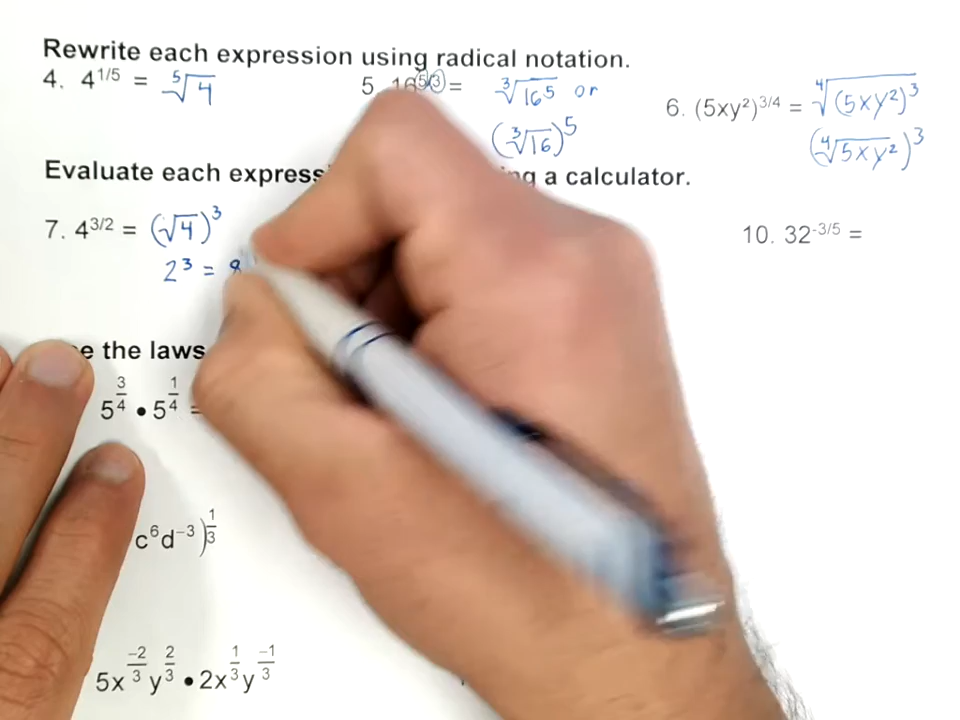 Rewrite each expression using radical notation.
4. 4^{1/5} = ⁵√4
5. 16^{5/3} = ³√16⁵ or
(³√16)⁵
6. (5xy²)^{3/4} = ⁴√(5xy²)³
(⁴√5xy²)³
Evaluate each express a calculator.
7. 4^{3/2} = (√4)³
2³ = 8
10. 32^{-3/5} =
the laws
5^{3/4} • 5^{1/4} =
c⁶d⁻³)^{1/3}
5x^{-2/3}y^{2/3} • 2x^{1/3}y^{-1/3}